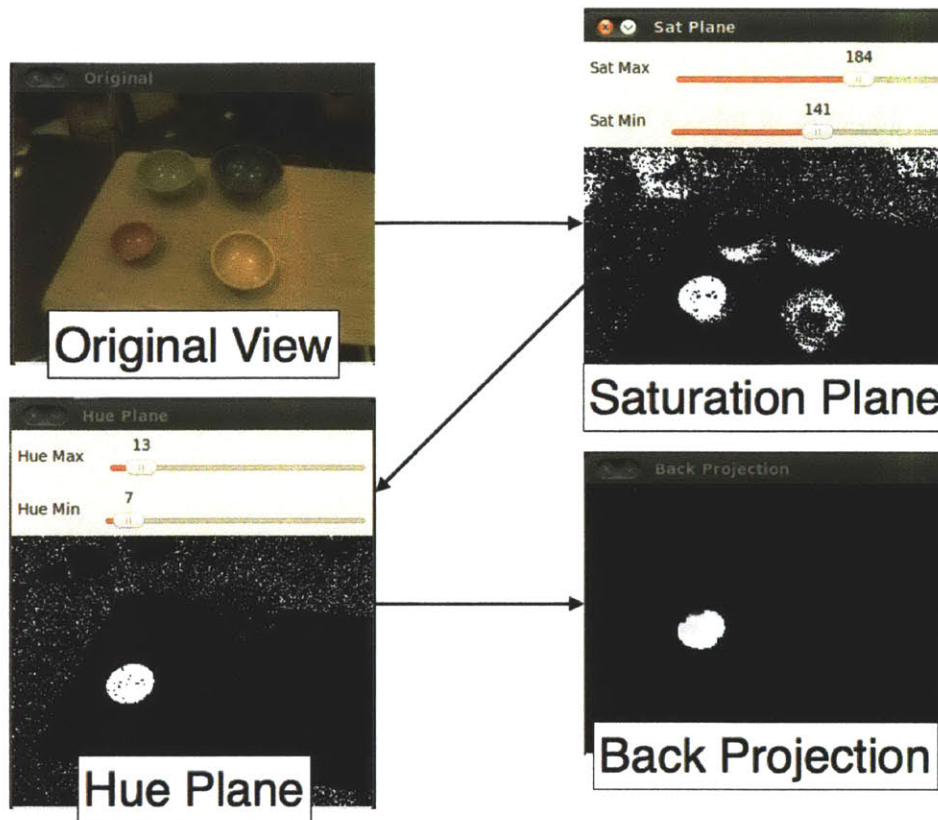 Original
Original View
Sat Plane
Sat Max
184
Sat Min
141
Saturation Plane
Hue Plane
Hue Max
13
Hue Min
7
Hue Plane
Back Projection
Back Projection